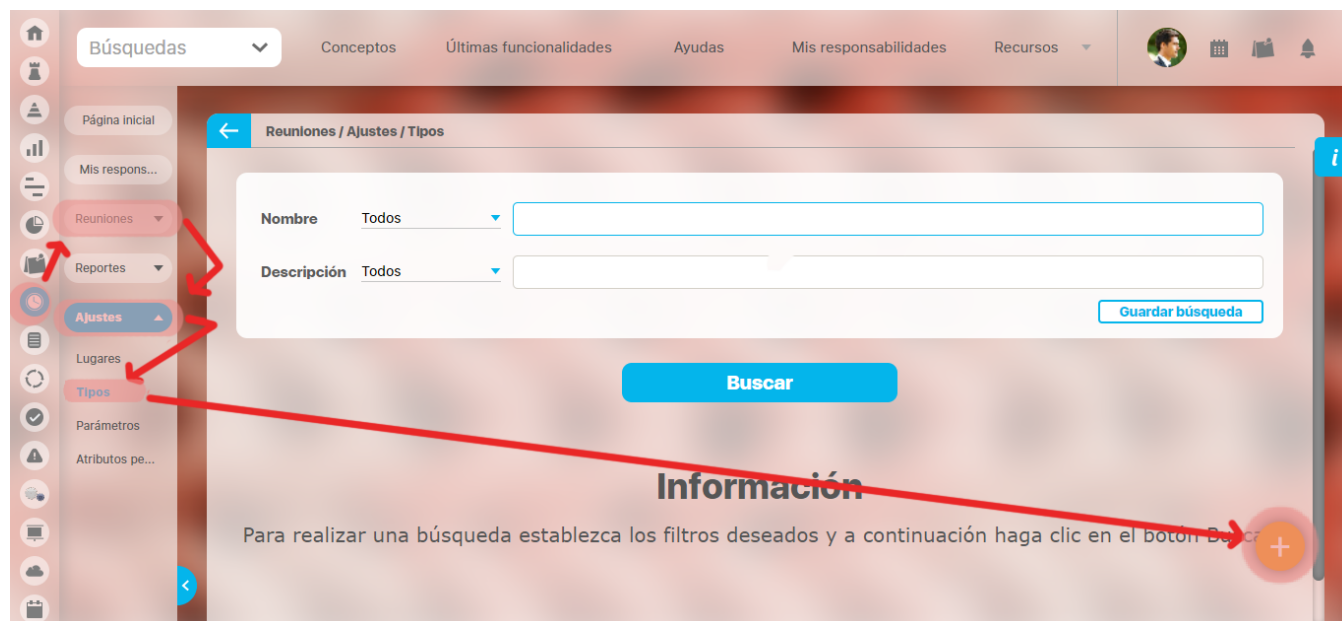 Búsquedas
Conceptos
Últimas funcionalidades
Ayudas
Mis responsabilidades
Recursos
Página inicial
Mis respons...
Reuniones
Reportes
Ajustes
Lugares
Tipos
Parámetros
Atributos pe...
Reuniones / Ajustes / Tipos
i
Nombre Todos
Descripción Todos
Guardar búsqueda
Buscar
Información
Para realizar una búsqueda establezca los filtros deseados y a continuación haga clic en el botón
+